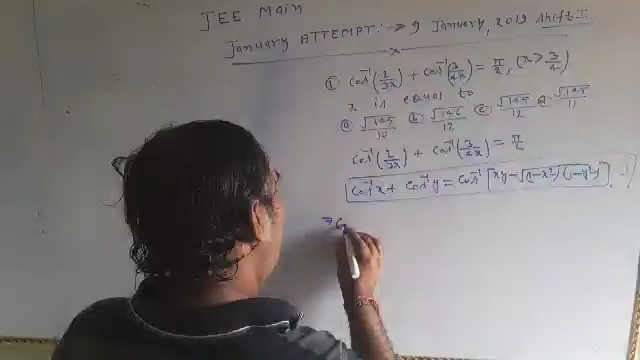 JEE Main
January ATTEMPT:→ 9 January, 2019 Shift-I
x
① cos⁻¹(2/3x) + cos⁻¹(3/4x) = π/2, (x > 3/4)
x is equal to
ⓐ √145/10 ⓑ √146/12 ⓒ √145/12 ⓓ √145/11
cos⁻¹(2/3x) + cos⁻¹(3/4x) = π/2
cos⁻¹x + cos⁻¹y = cos⁻¹[xy − √(1−x²)(1−y²)]
⇒ C